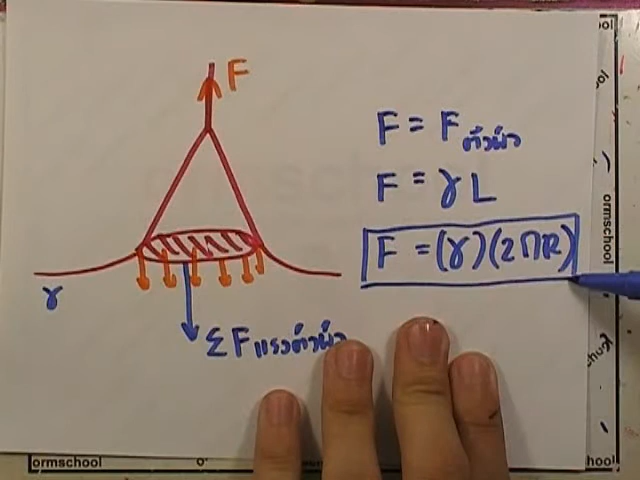 F
F = Fตึงผิว
F = γL
F = (γ)(2πR)
γ
ΣFแรงตึงผิว
ormschool
ormschool